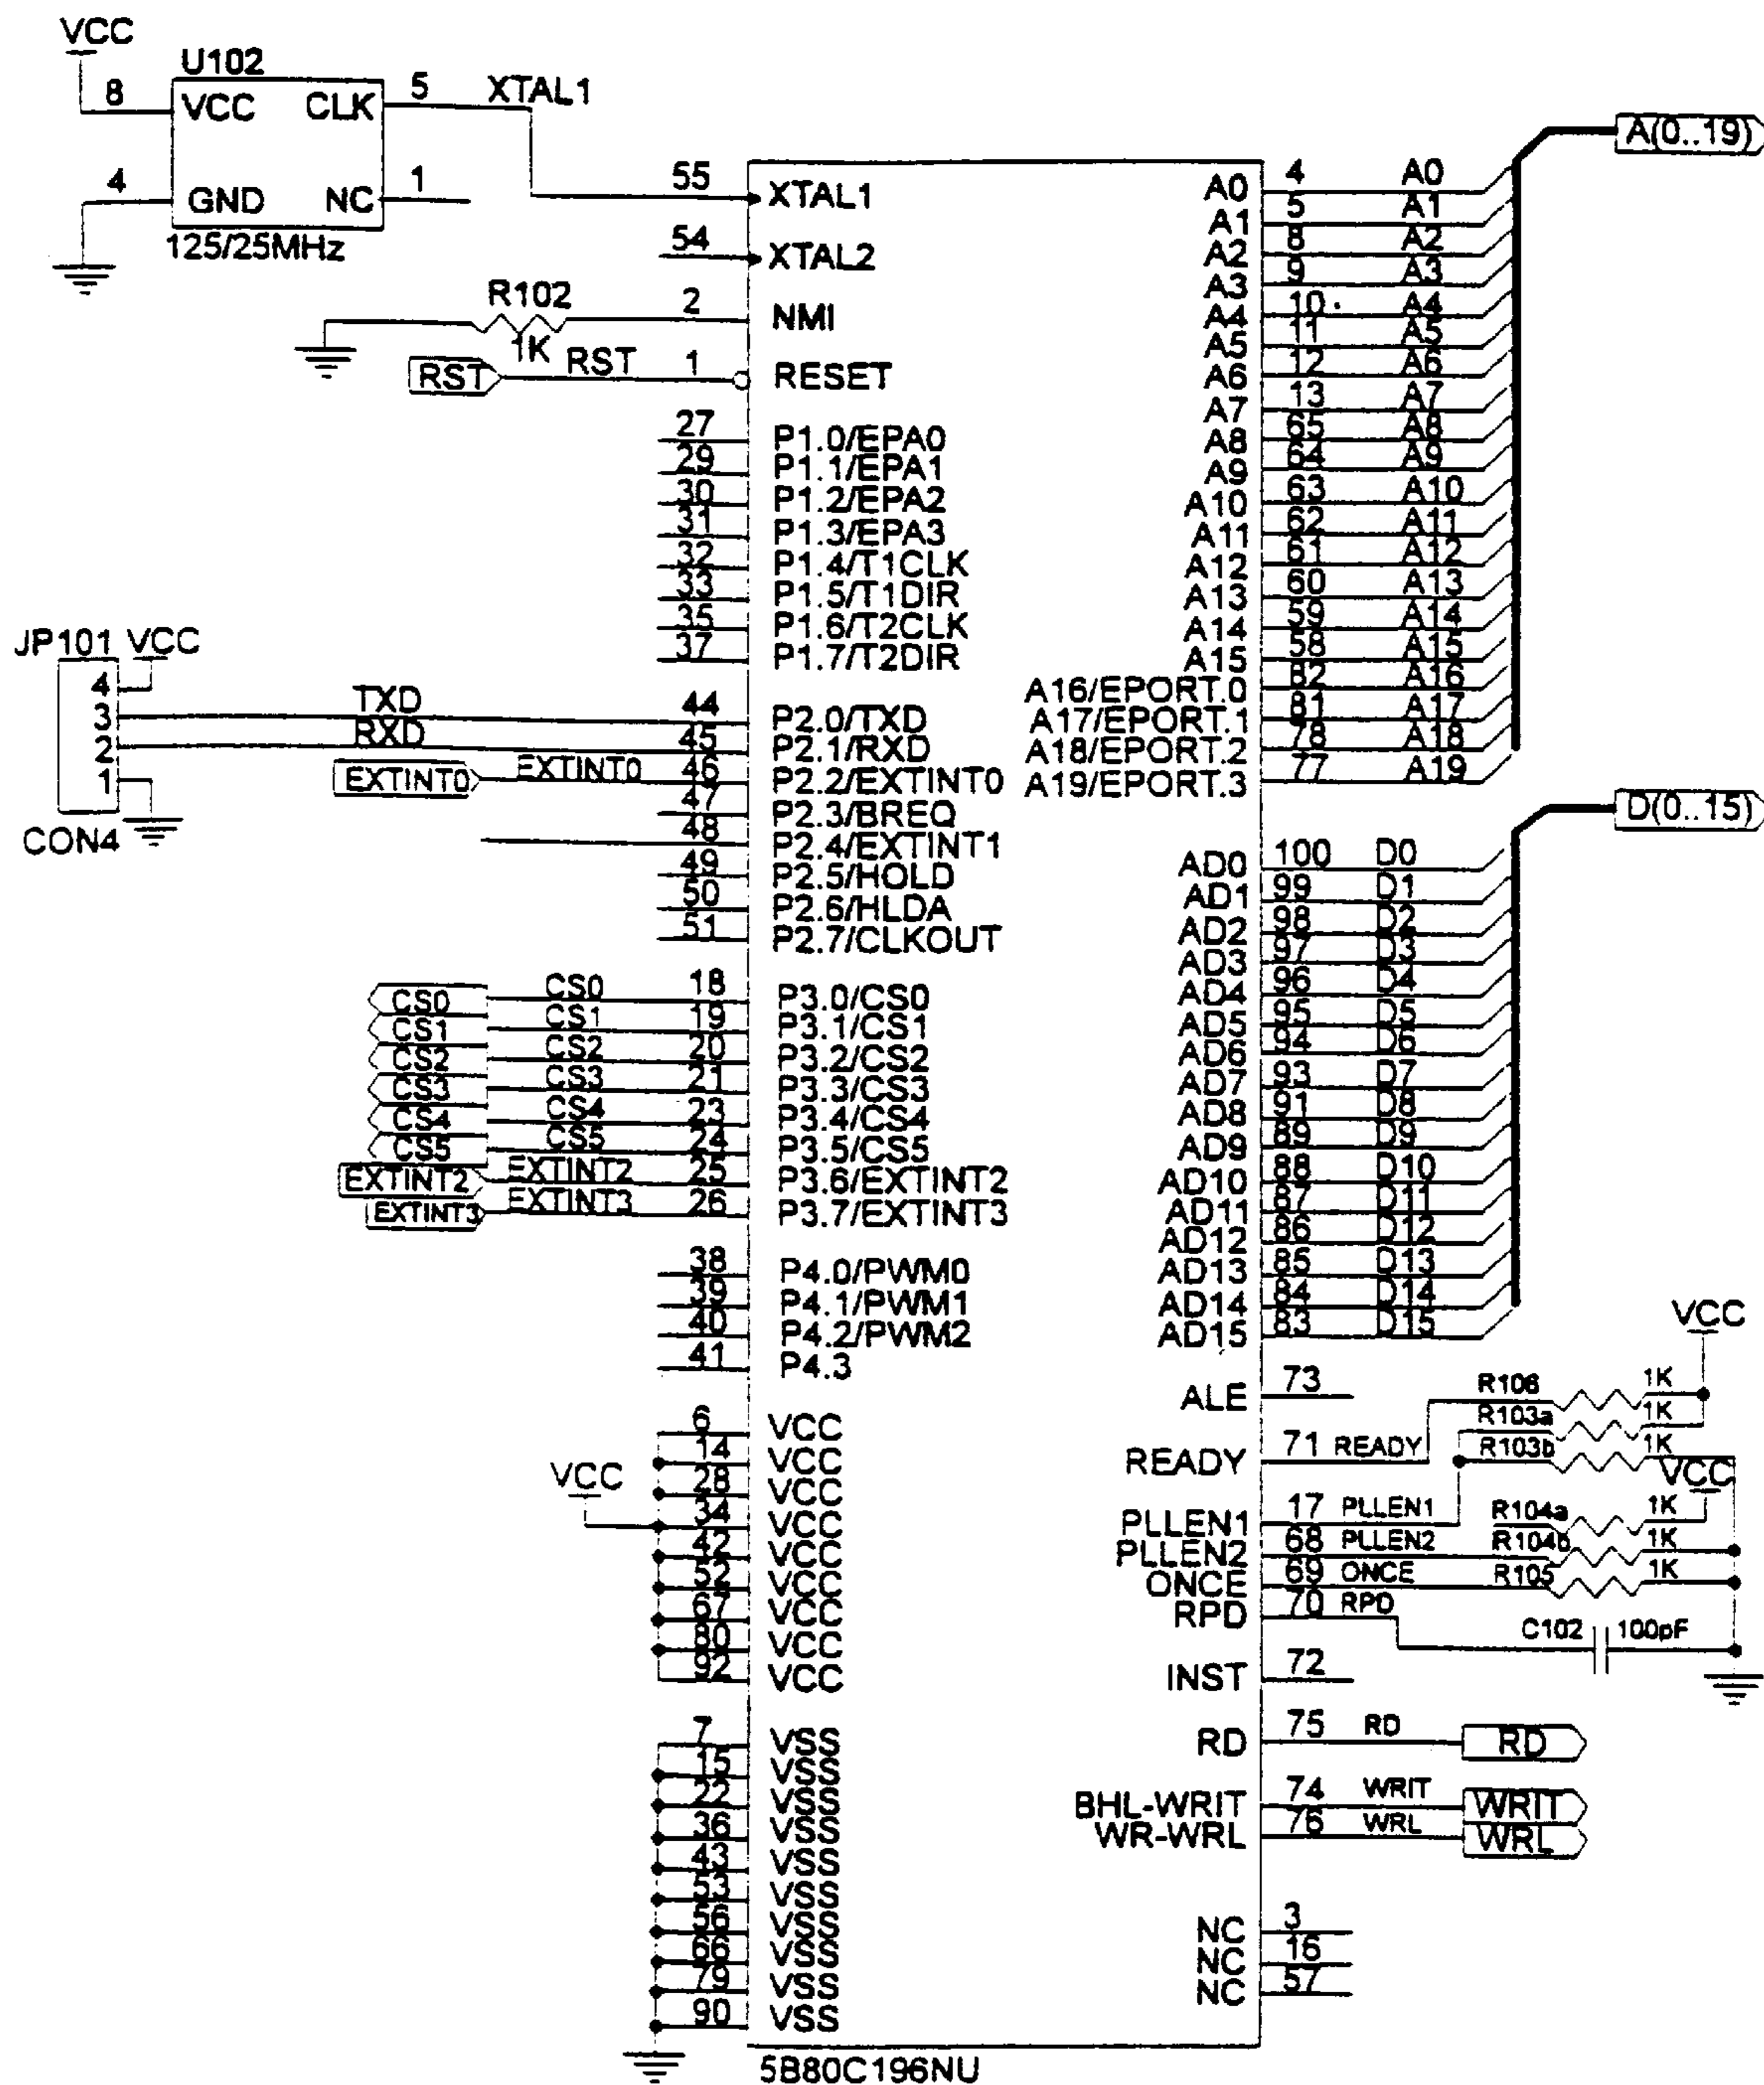 VCC
U102
8 VCC CLK 5 XTAL1
4 GND NC 1
125/25MHz
A(0..19)
55 XTAL1
54 XTAL2
R102
1K
2 NMI
RST RST 1 RESET
27 P1.0/EPA0
29 P1.1/EPA1
30 P1.2/EPA2
31 P1.3/EPA3
32 P1.4/T1CLK
33 P1.5/T1DIR
35 P1.6/T2CLK
37 P1.7/T2DIR
JP101 VCC
4
3
2
1
CON4
TXD 44 P2.0/TXD
RXD 45 P2.1/RXD
EXTINT0 EXTINT0 46 P2.2/EXTINT0
47 P2.3/BREQ
48 P2.4/EXTINT1
49 P2.5/HOLD
50 P2.6/HLDA
51 P2.7/CLKOUT
CS0 CS0 18 P3.0/CS0
CS1 CS1 19 P3.1/CS1
CS2 CS2 20 P3.2/CS2
CS3 CS3 21 P3.3/CS3
CS4 CS4 23 P3.4/CS4
CS5 CS5 24 P3.5/CS5
EXTINT2 EXTINT2 25 P3.6/EXTINT2
EXTINT3 EXTINT3 26 P3.7/EXTINT3
38 P4.0/PWM0
39 P4.1/PWM1
40 P4.2/PWM2
41 P4.3
VCC
6 VCC
14 VCC
28 VCC
34 VCC
42 VCC
52 VCC
67 VCC
80 VCC
92 VCC
7 VSS
15 VSS
22 VSS
36 VSS
43 VSS
53 VSS
56 VSS
66 VSS
79 VSS
90 VSS
A0 4 A0
A1 5 A1
A2 8 A2
A3 9 A3
A4 10 A4
A5 11 A5
A6 12 A6
A7 13 A7
A8 65 A8
A9 64 A9
A10 63 A10
A11 62 A11
A12 61 A12
A13 60 A13
A14 59 A14
A15 58 A15
A16/EPORT.0 82 A16
A17/EPORT.1 81 A17
A18/EPORT.2 78 A18
A19/EPORT.3 77 A19
D(0..15)
AD0 100 D0
AD1 99 D1
AD2 98 D2
AD3 97 D3
AD4 96 D4
AD5 95 D5
AD6 94 D6
AD7 93 D7
AD8 91 D8
AD9 89 D9
AD10 88 D10
AD11 87 D11
AD12 86 D12
AD13 85 D13
AD14 84 D14
AD15 83 D15
VCC
ALE 73
R106 1K
R103a 1K
READY 71 READY R103b 1K
VCC
PLLEN1 17 PLLEN1 R104a 1K
PLLEN2 68 PLLEN2 R104b 1K
ONCE 69 ONCE R105 1K
RPD 70 RPD
C102 100pF
INST 72
RD 75 RD RD
BHL-WRIT 74 WRIT WRIT
WR-WRL 76 WRL WRL
NC 3
NC 16
NC 57
5B80C196NU